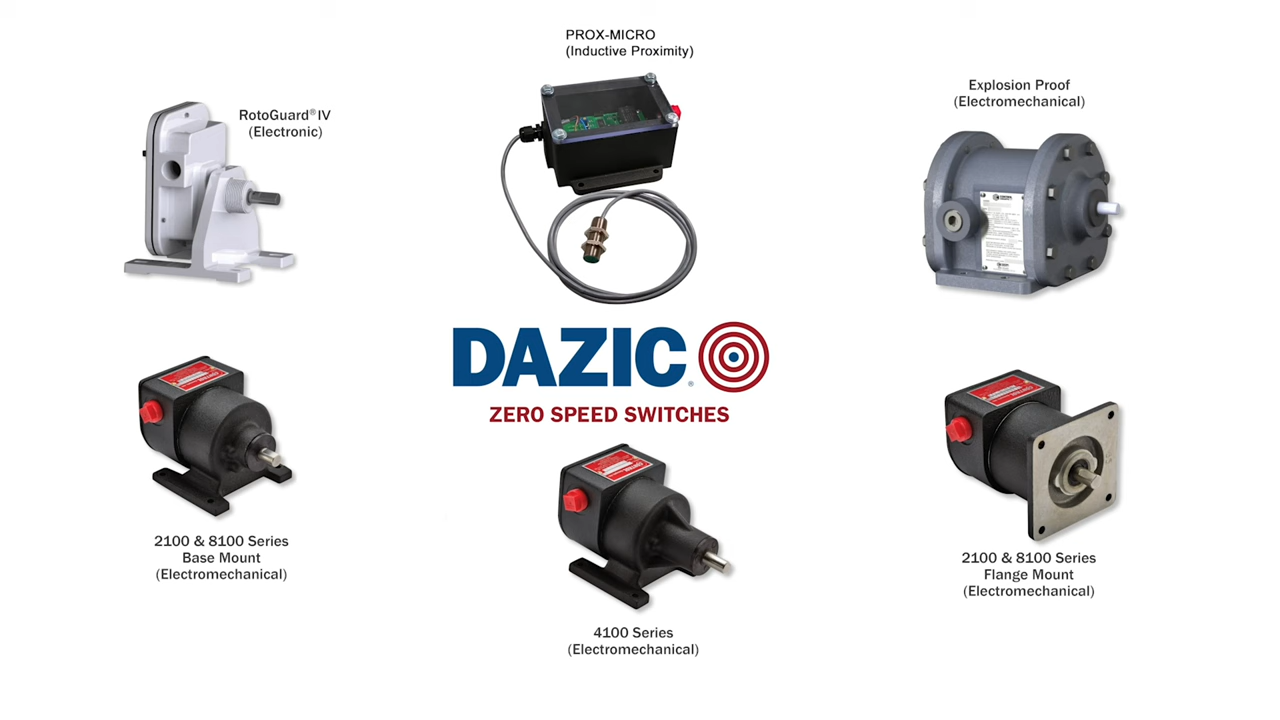 PROX-MICRO
(Inductive Proximity)
RotoGuard® IV
(Electronic)
Explosion Proof
(Electromechanical)
DAZIC®
ZERO SPEED SWITCHES
2100 & 8100 Series
Base Mount
(Electromechanical)
4100 Series
(Electromechanical)
2100 & 8100 Series
Flange Mount
(Electromechanical)